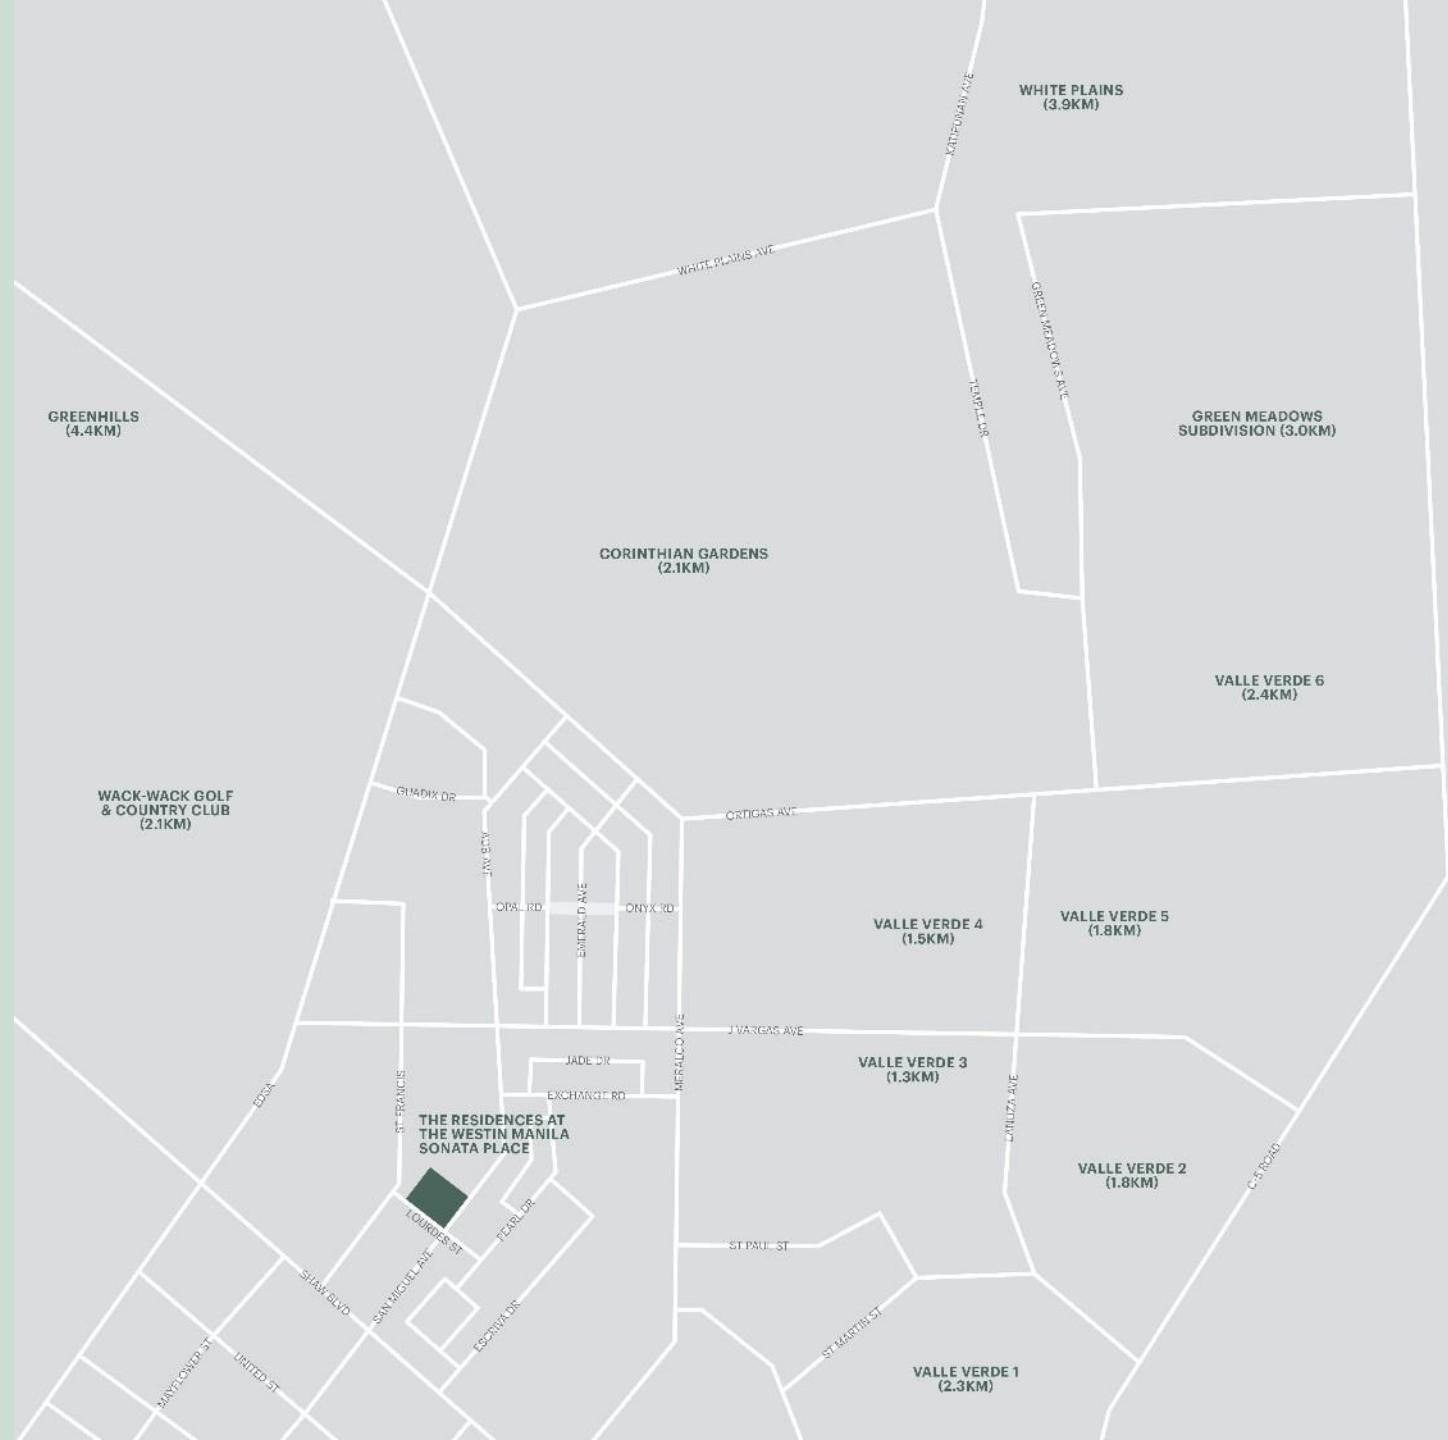 KATIPUNAN AVE
WHITE PLAINS
(3.9KM)
WHITE PLAINS AVE
GREEN MEADOWS AVE
TEMPLE DR
GREENHILLS
(4.4KM)
GREEN MEADOWS
SUBDIVISION (3.0KM)
CORINTHIAN GARDENS
(2.1KM)
VALLE VERDE 6
(2.4KM)
WACK-WACK GOLF
& COUNTRY CLUB
(2.1KM)
GUADIX DR
ORTIGAS AVE
OPAL RD
EMERALD AVE
ONYX RD
VALLE VERDE 4
(1.5KM)
VALLE VERDE 5
(1.8KM)
J VARGAS AVE
MERALCO AVE
JADE DR
EXCHANGE RD
VALLE VERDE 3
(1.3KM)
EDSA
ST. FRANCIS
LANUZA AVE
THE RESIDENCES AT
THE WESTIN MANILA
SONATA PLACE
VALLE VERDE 2
(1.8KM)
C-5 ROAD
LOURDES ST
PEARL DR
ST PAUL ST
SHAW BLVD
SAN MIGUEL AVE
ESCRIVA DR
ST MARTIN ST
MAYFLOWER ST
UNITED ST
VALLE VERDE 1
(2.3KM)